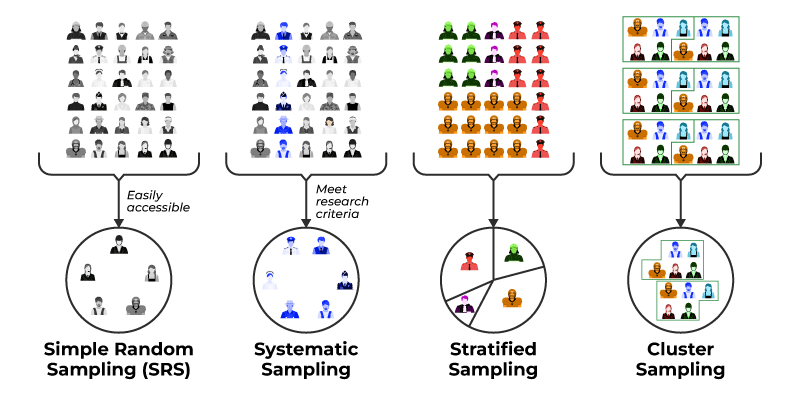 Easily
accessible
Meet
research
criteria
Simple Random
Sampling (SRS)
Systematic
Sampling
Stratified
Sampling
Cluster
Sampling